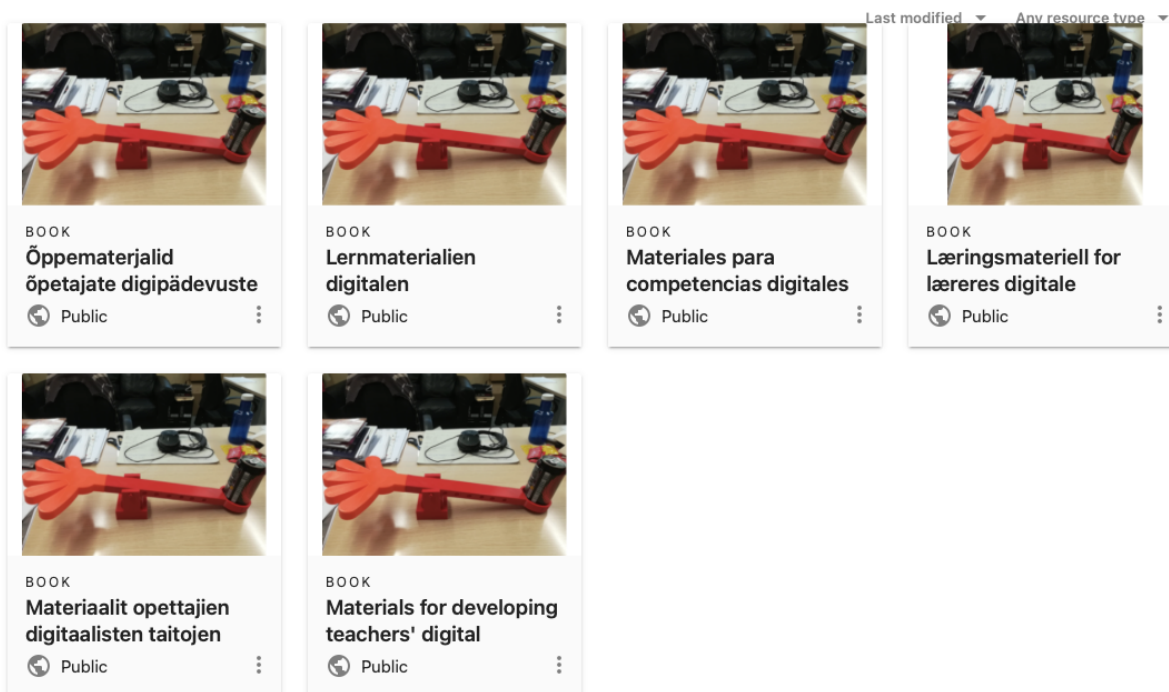 Last modified
Any resource type
BOOK
Õppematerjalid
õpetajate digipädevuste
Public
BOOK
Lernmaterialien
digitalen
Public
BOOK
Materiales para
competencias digitales
Public
BOOK
Læringsmateriell for
læreres digitale
Public
BOOK
Materiaalit opettajien
digitaalisten taitojen
Public
BOOK
Materials for developing
teachers' digital
Public